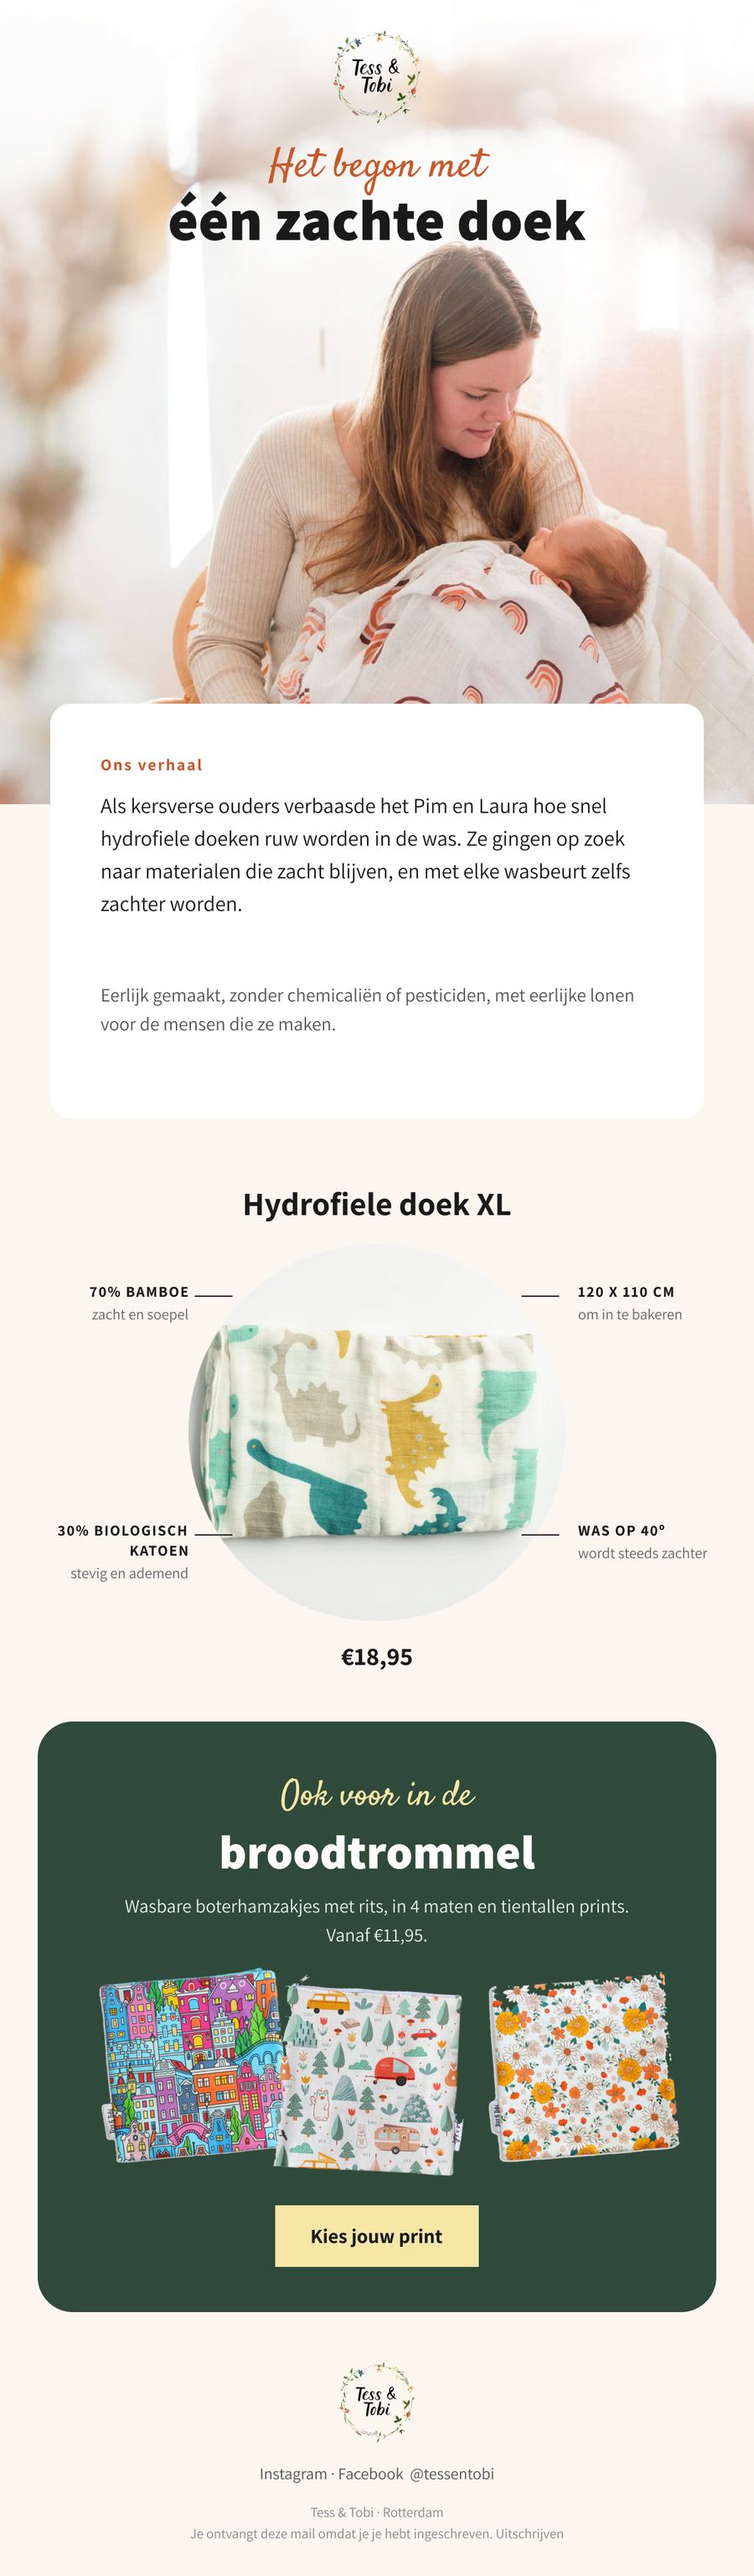 Tess &
Tobi
Het begon met
één zachte doek
Ons verhaal
Als kersverse ouders verbaasde het Pim en Laura hoe snel
hydrofiele doeken ruw worden in de was. Ze gingen op zoek
naar materialen die zacht blijven, en met elke wasbeurt zelfs
zachter worden.
Eerlijk gemaakt, zonder chemicaliën of pesticiden, met eerlijke lonen
voor de mensen die ze maken.
Hydrofiele doek XL
70% BAMBOE
zacht en soepel
120 X 110 CM
om in te bakeren
30% BIOLOGISCH
KATOEN
stevig en ademend
WAS OP 40°
wordt steeds zachter
€18,95
Ook voor in de
broodtrommel
Wasbare boterhamzakjes met rits, in 4 maten en tientallen prints.
Vanaf €11,95.
Kies jouw print
Tess &
Tobi
Instagram · Facebook @tessentobi
Tess & Tobi · Rotterdam
Je ontvangt deze mail omdat je je hebt ingeschreven. Uitschrijven